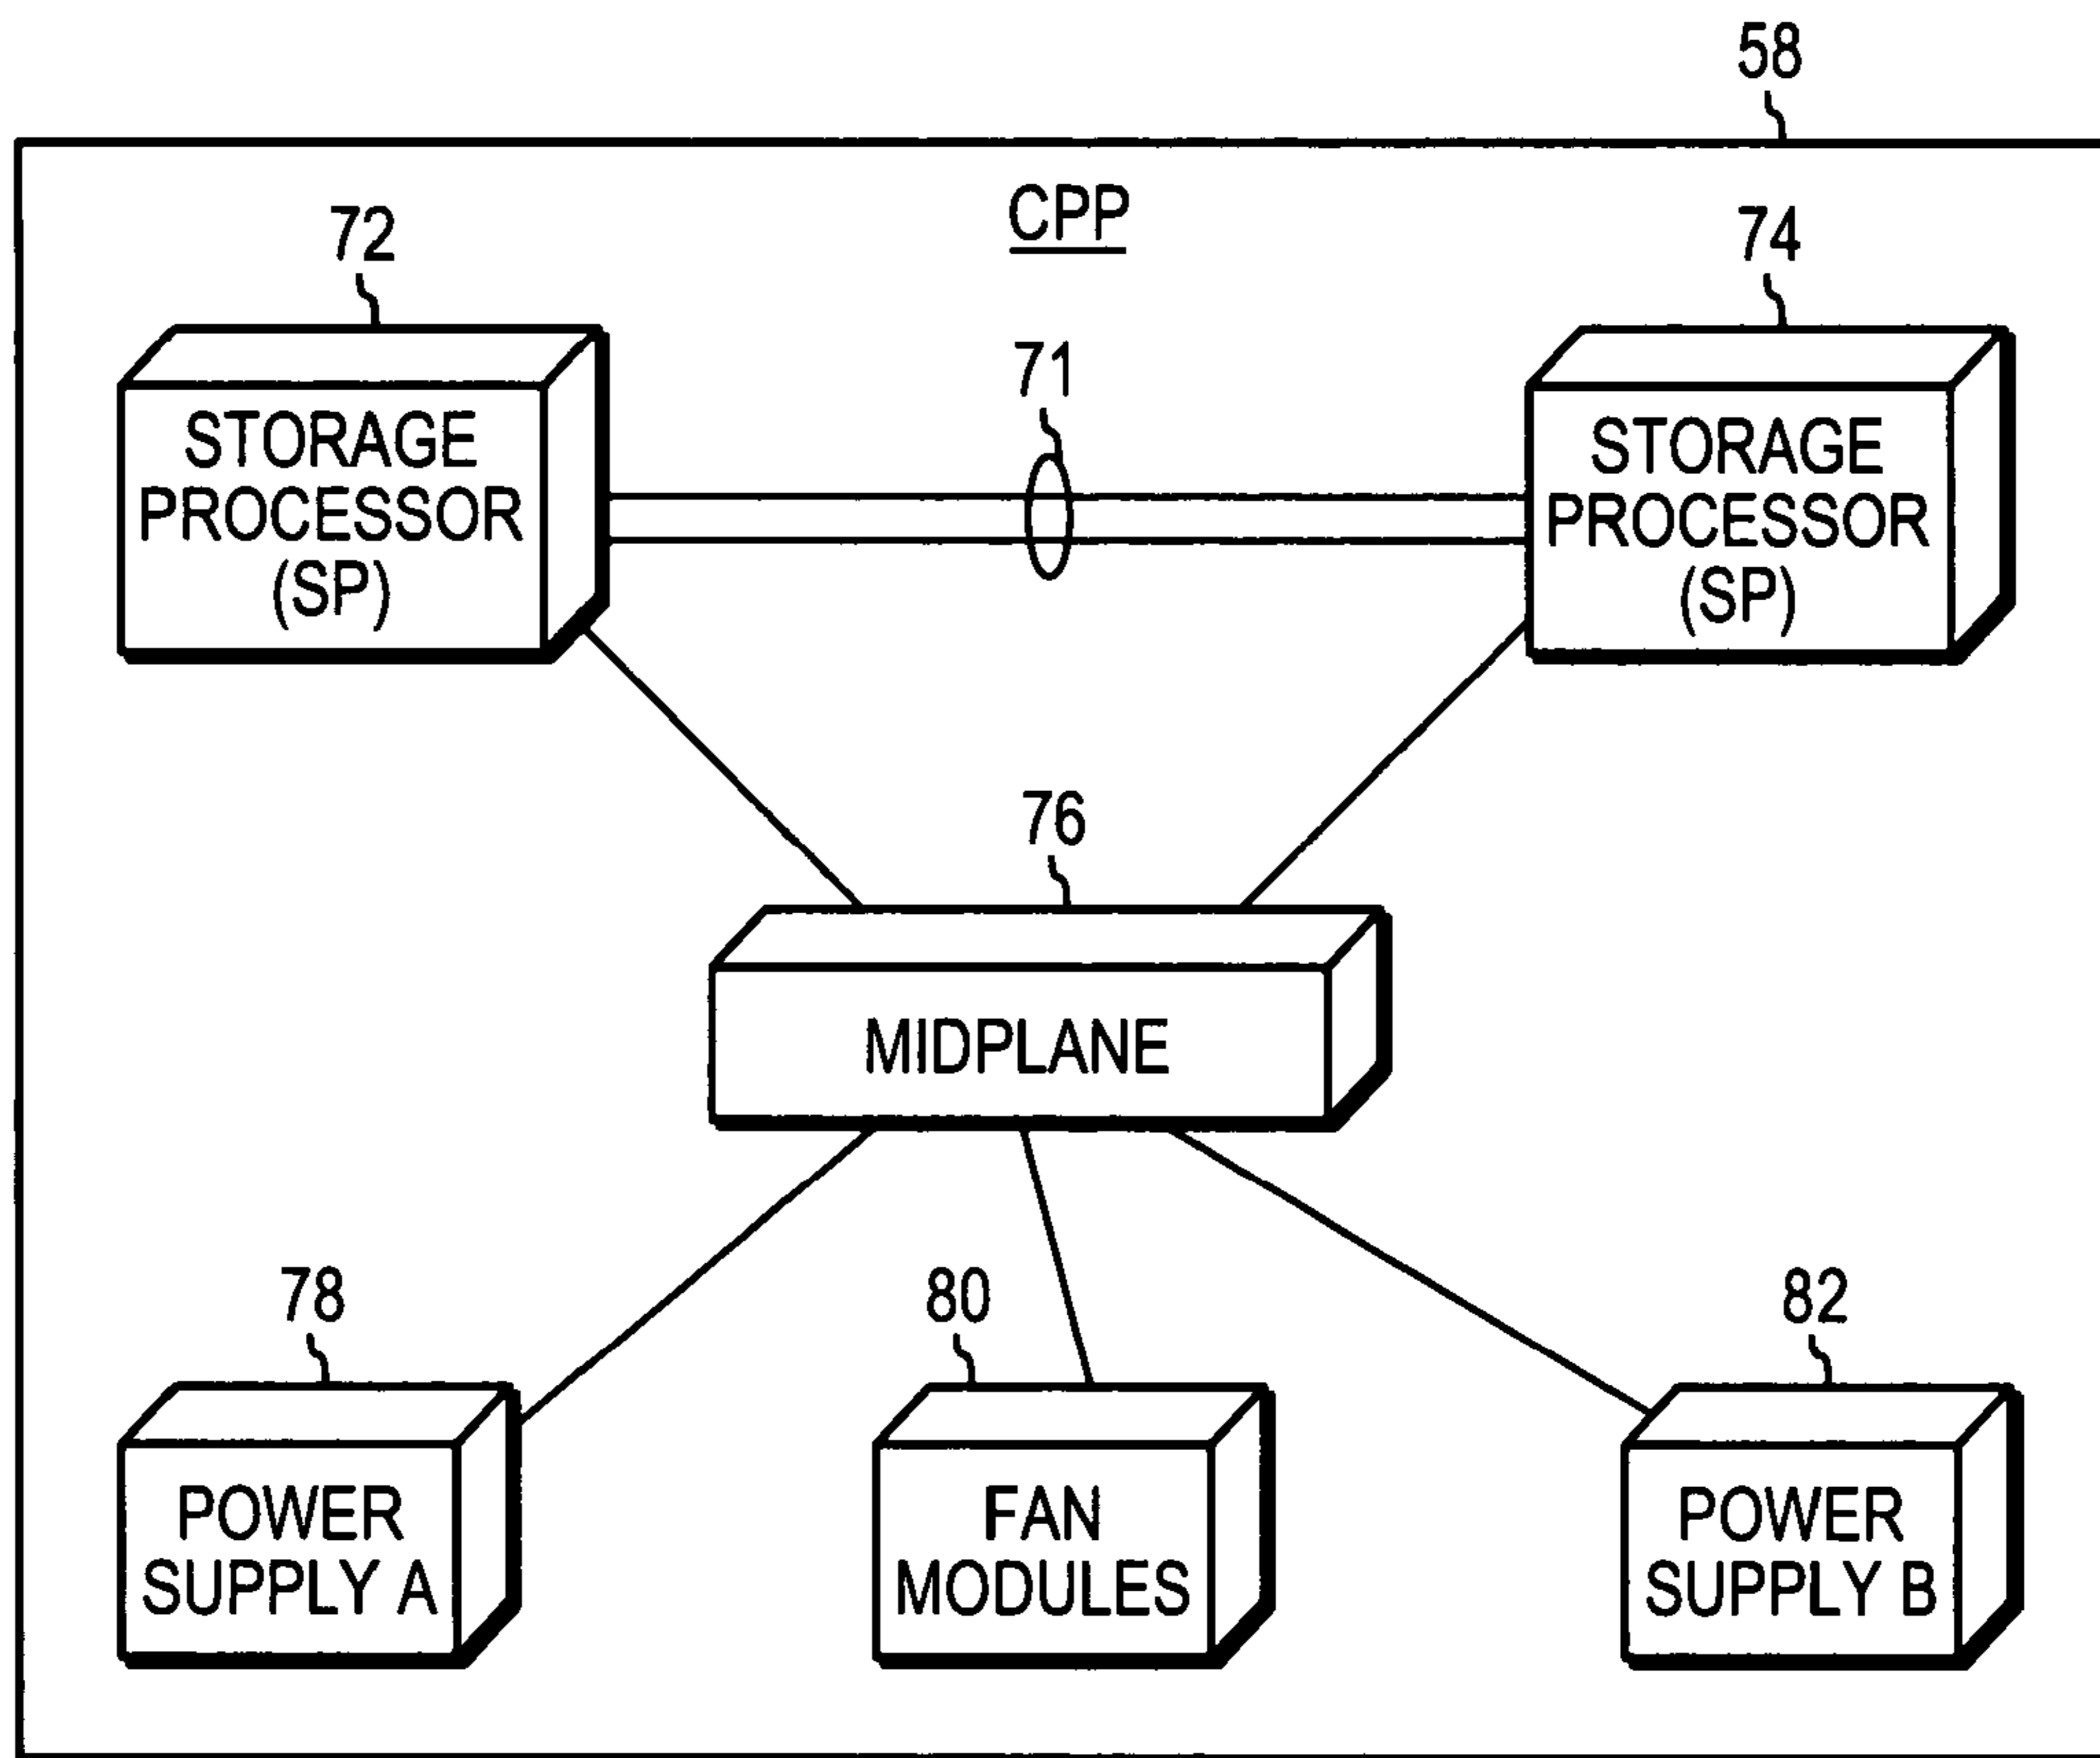 58
CPP
72
74
71
STORAGE
PROCESSOR
(SP)
STORAGE
PROCESSOR
(SP)
76
MIDPLANE
78
80
82
POWER
SUPPLY A
FAN
MODULES
POWER
SUPPLY B